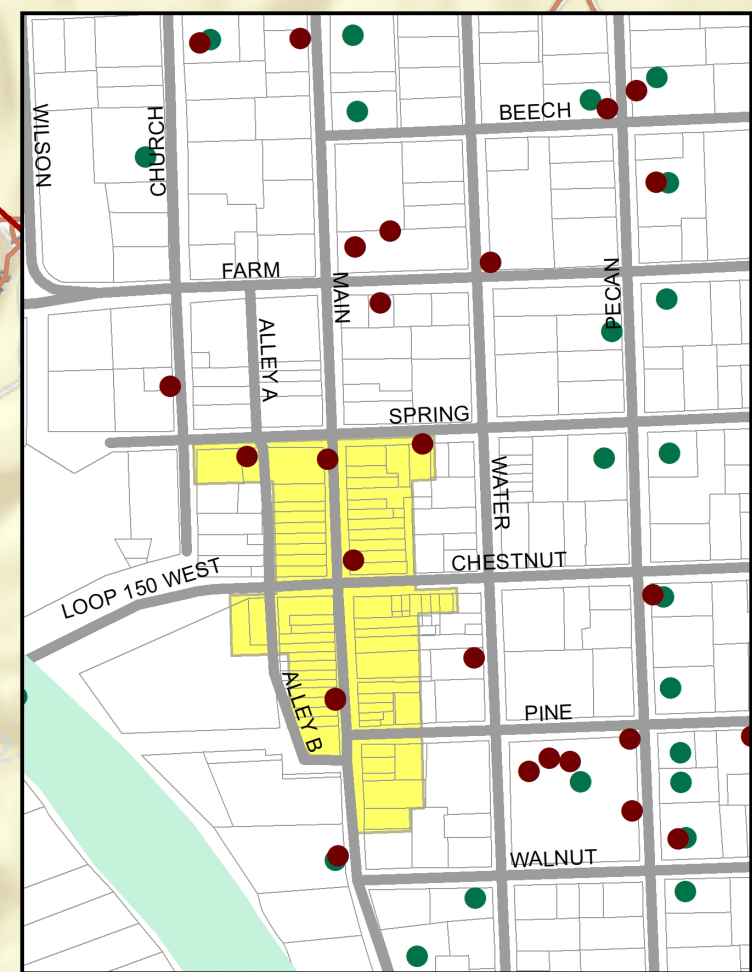 BEECH
WILSON
CHURCH
FARM
MAIN
PECAN
ALLEY A
SPRING
WATER
CHESTNUT
LOOP 150 WEST
ALLEY B
PINE
WALNUT